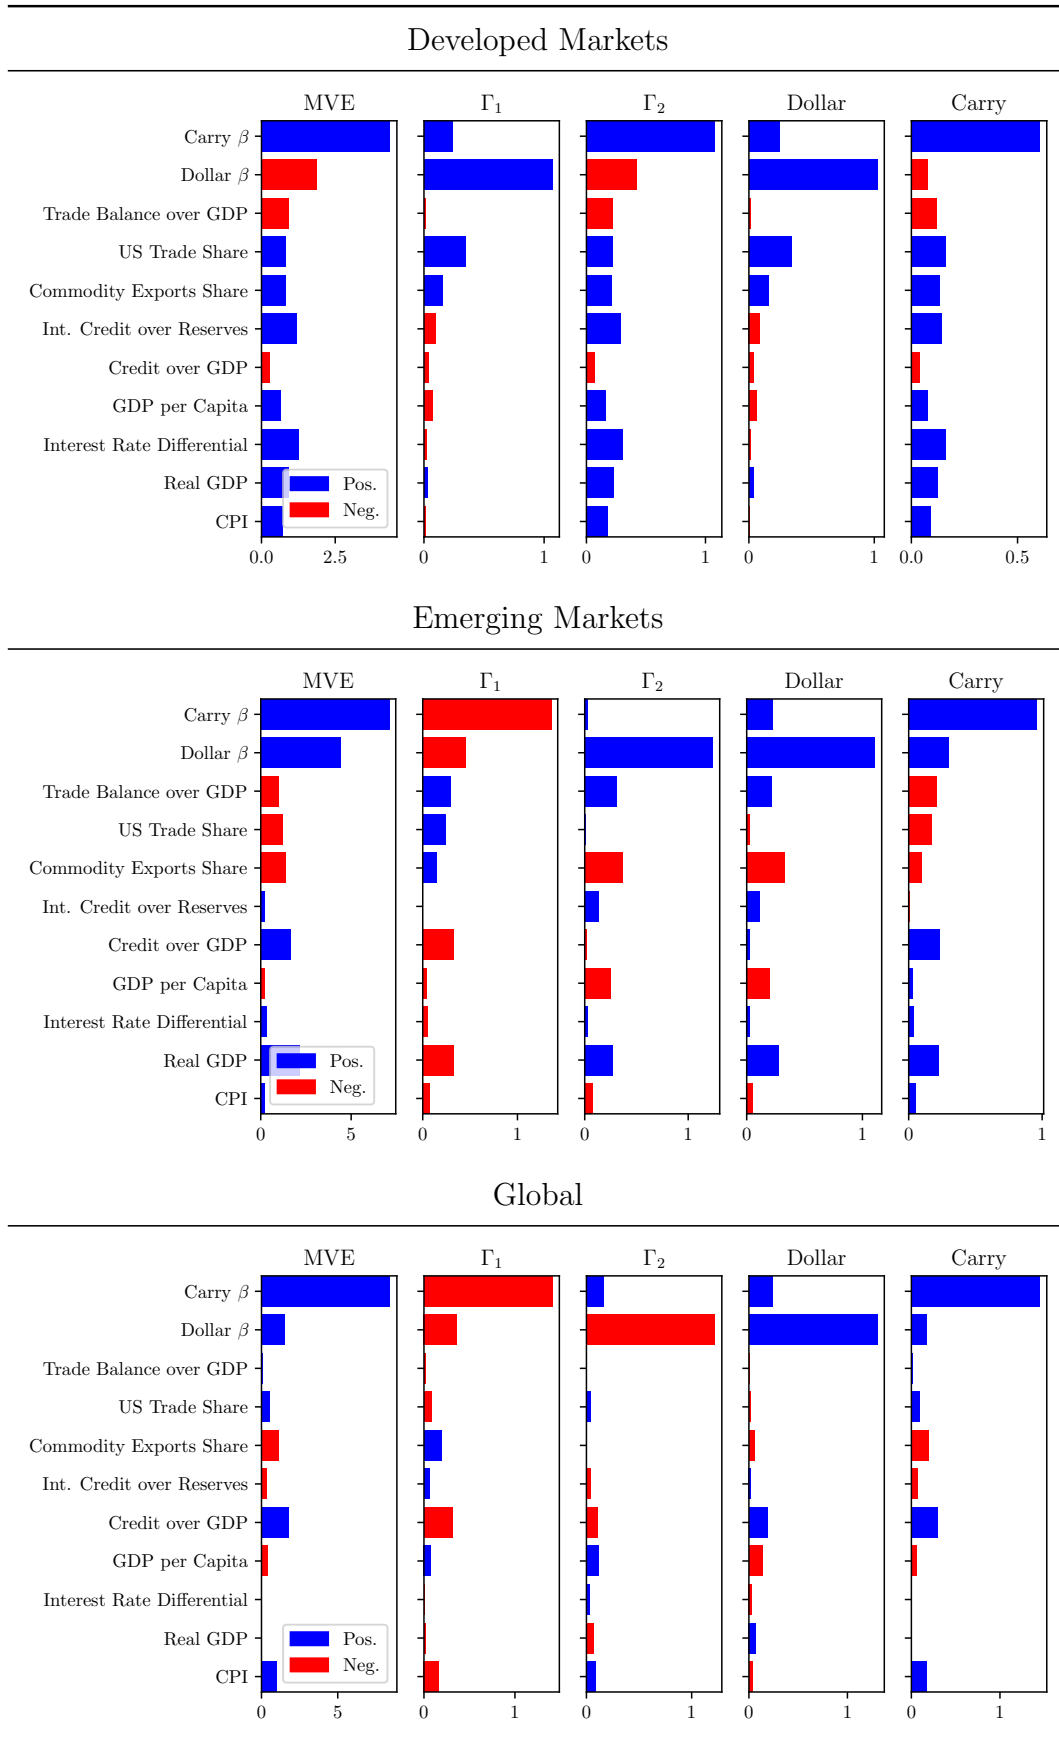 Developed Markets
MVE Γ1 Γ2 Dollar Carry
Carry β
Dollar β
Trade Balance over GDP
US Trade Share
Commodity Exports Share
Int. Credit over Reserves
Credit over GDP
GDP per Capita
Interest Rate Differential
Real GDP
Pos.
Neg.
CPI
0.0 2.5 0 1 0 1 0 1 0.0 0.5
Emerging Markets
MVE Γ1 Γ2 Dollar Carry
Carry β
Dollar β
Trade Balance over GDP
US Trade Share
Commodity Exports Share
Int. Credit over Reserves
Credit over GDP
GDP per Capita
Interest Rate Differential
Real GDP
Pos.
Neg.
CPI
0 5 0 1 0 1 0 1 0 1
Global
MVE Γ1 Γ2 Dollar Carry
Carry β
Dollar β
Trade Balance over GDP
US Trade Share
Commodity Exports Share
Int. Credit over Reserves
Credit over GDP
GDP per Capita
Interest Rate Differential
Real GDP
Pos.
Neg.
CPI
0 5 0 1 0 1 0 1 0 1